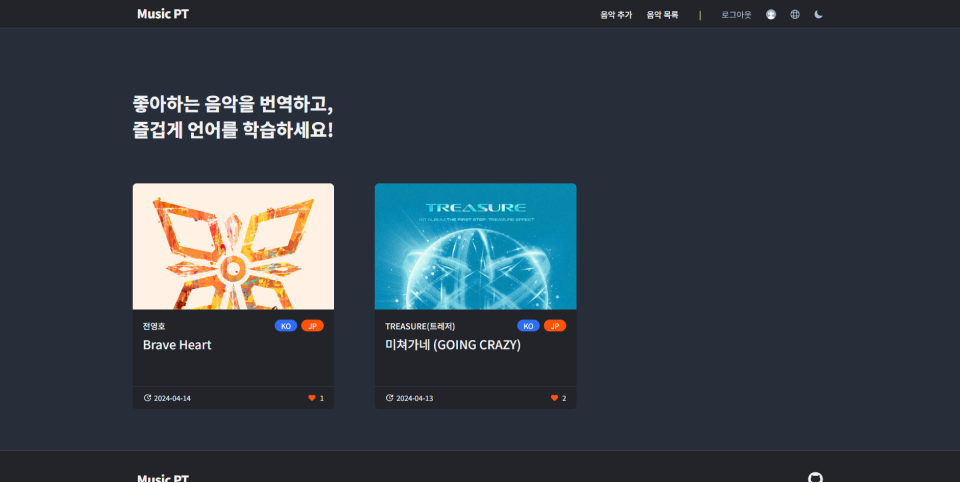 Music PT
음악 추가
음악 목록
|
로그아웃
좋아하는 음악을 번역하고,
즐겁게 언어를 학습하세요!
TREASURE
1ST ALBUM [THE FIRST STEP: TREASURE EFFECT]
전영호
KO
JP
Brave Heart
2024-04-14
1
TREASURE(트레저)
KO
JP
미쳐가네 (GOING CRAZY)
2024-04-13
2
Music PT